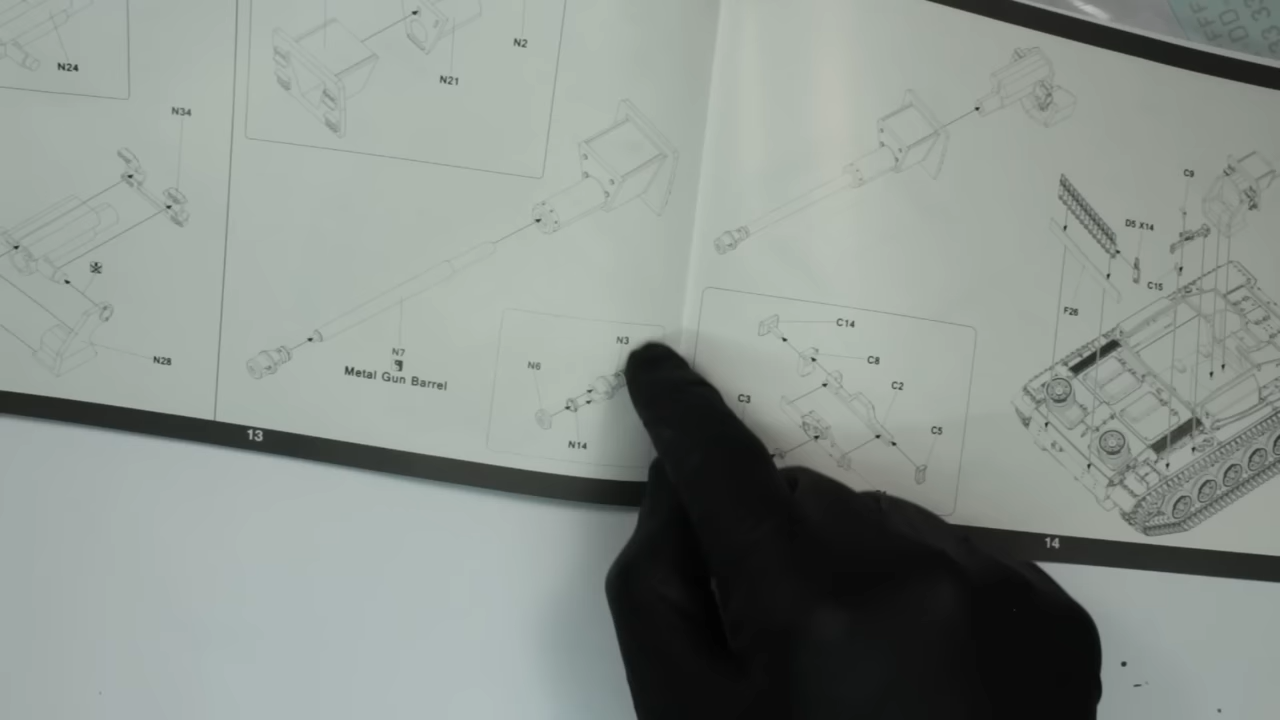 N24
N34
N28
N2
N21
N7
Metal Gun Barrel
N3
N6
N14
13
C14
C8
C2
C3
C5
C9
D5 X14
C15
F26
14